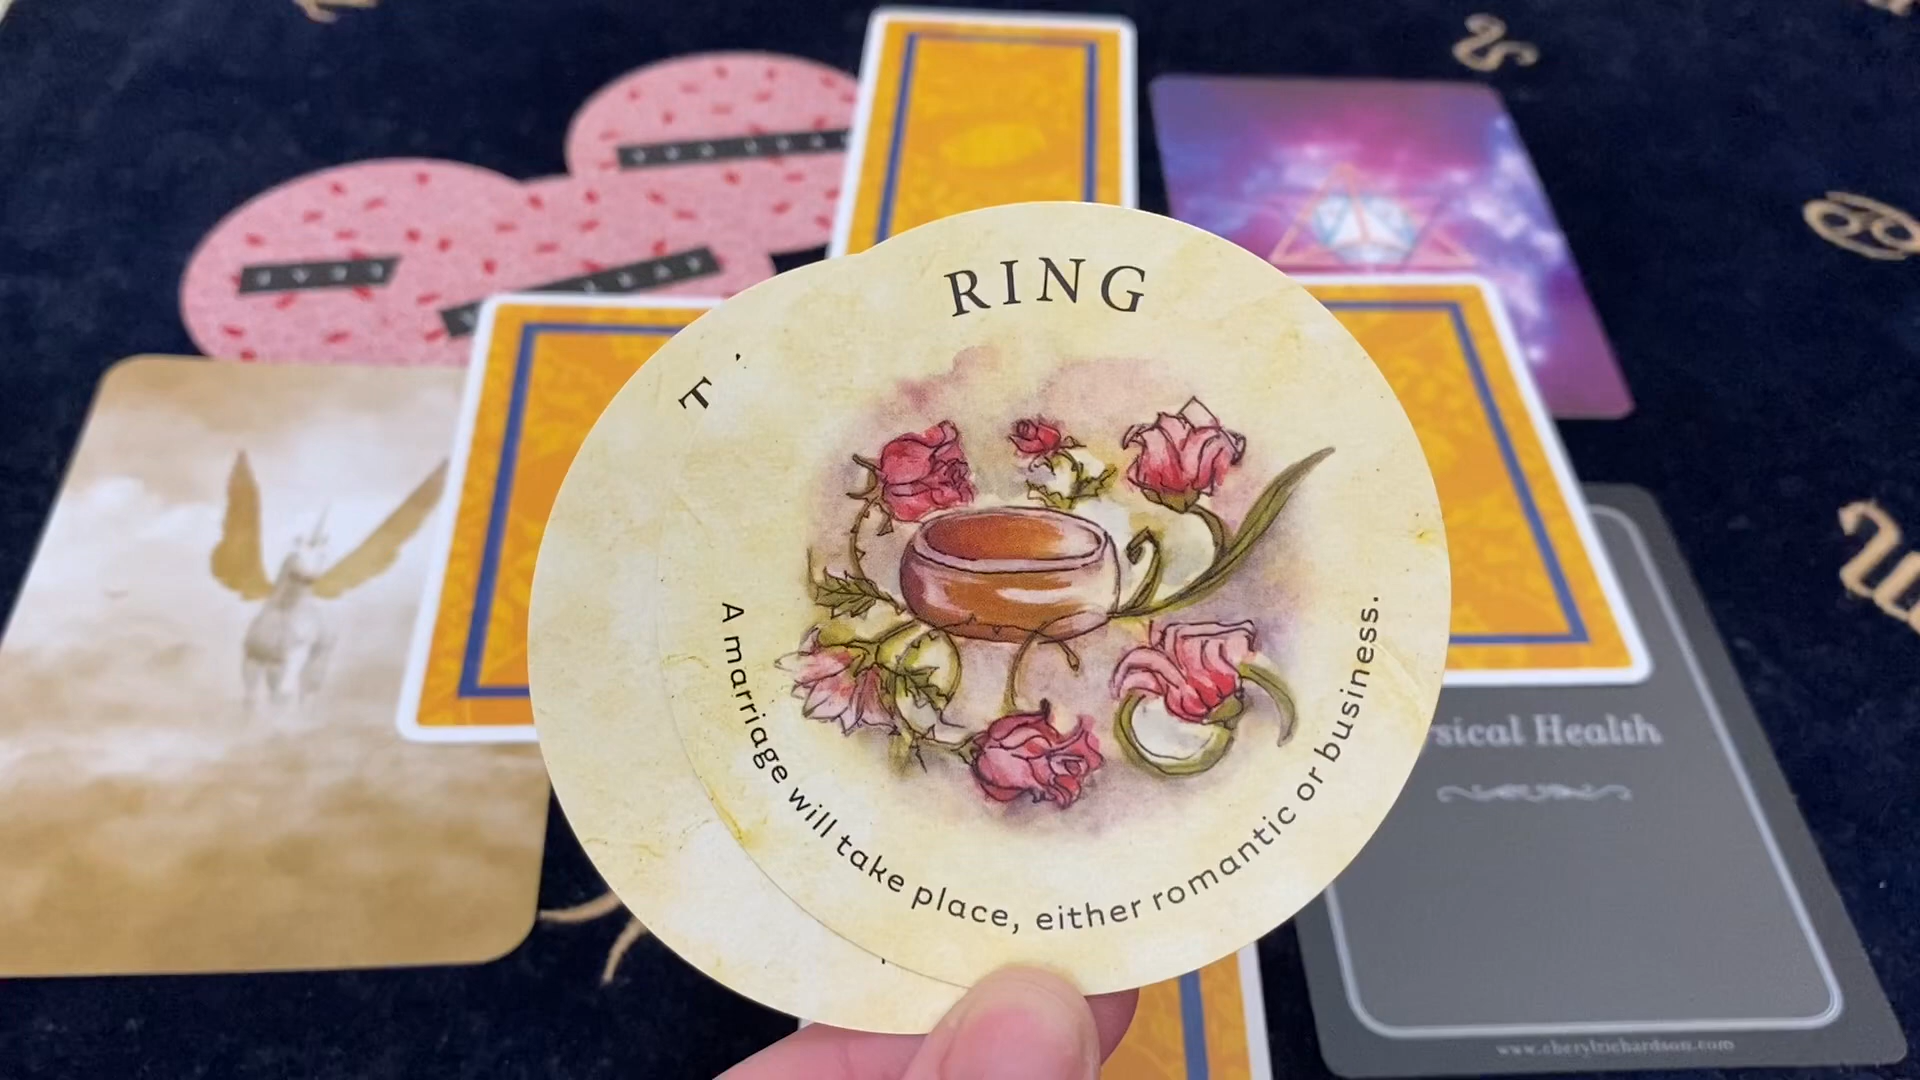 RING
T
A marriage will take place, either romantic or business.
sical Health
www.cherylrichardson.com